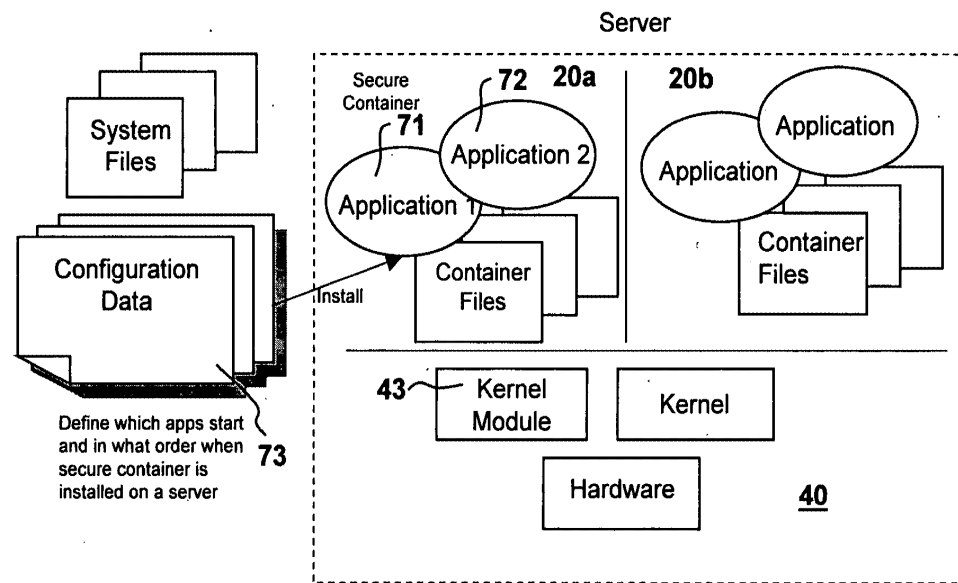 Server
System
Files
Secure
Container
71
72
20a
Application 1
Application 2
Container
Files
20b
Application
Application
Container
Files
Configuration
Data
Install
73
Define which apps start
and in what order when
secure container is
installed on a server
43
Kernel
Module
Kernel
Hardware
40